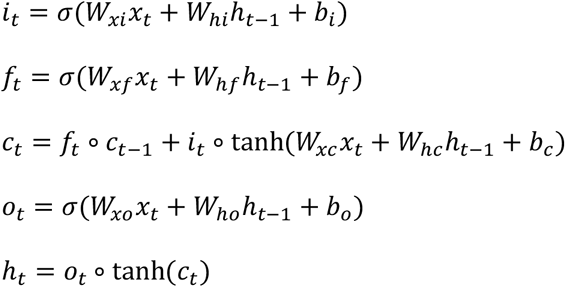 i_t = σ(W_{xi}x_t + W_{hi}h_{t−1} + b_i)
f_t = σ(W_{xf}x_t + W_{hf}h_{t−1} + b_f)
c_t = f_t ∘ c_{t−1} + i_t ∘ tanh(W_{xc}x_t + W_{hc}h_{t−1} + b_c)
o_t = σ(W_{xo}x_t + W_{ho}h_{t−1} + b_o)
h_t = o_t ∘ tanh(c_t)